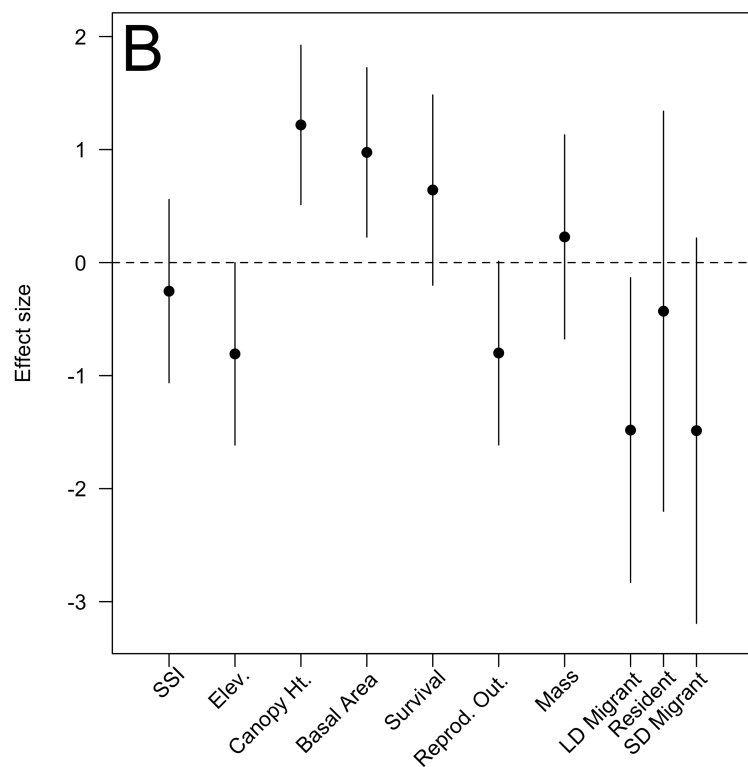 B
2
1
0
-1
-2
-3
Effect size
SSI
Elev.
Canopy Ht.
Basal Area
Survival
Reprod. Out.
Mass
LD Migrant
Resident
SD Migrant